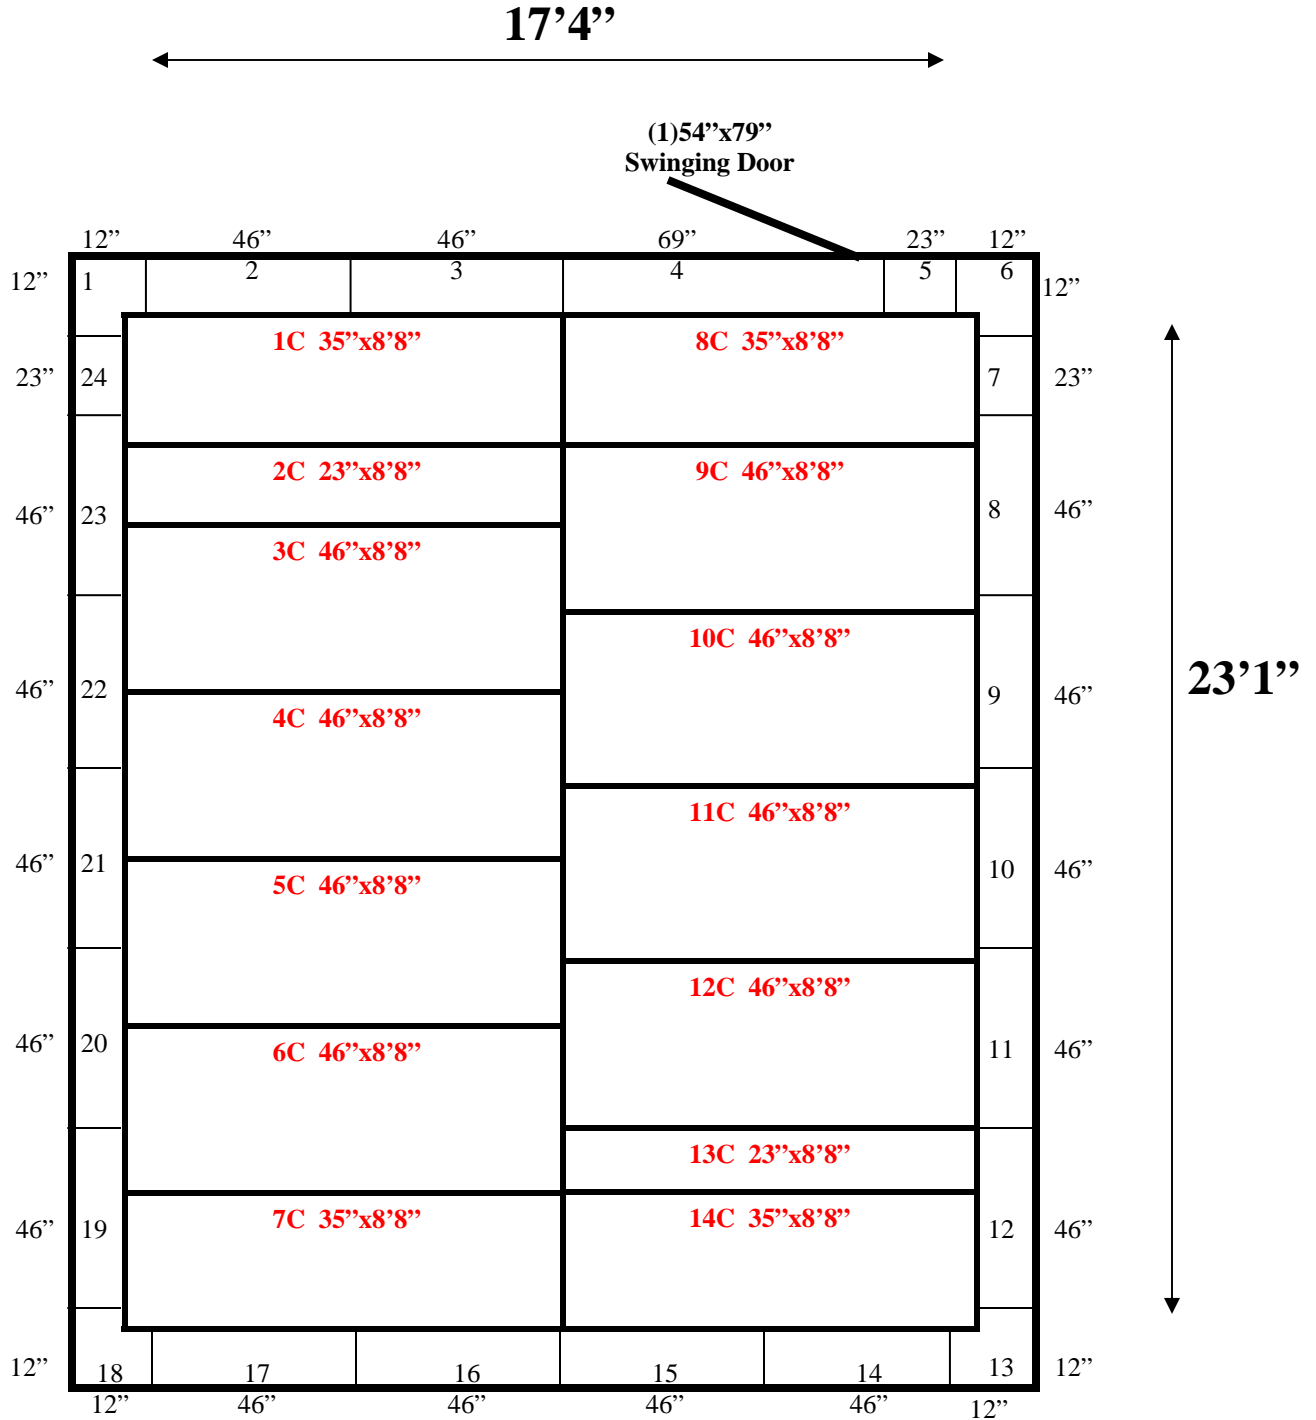 17’4”
(1)54”x79”
Swinging Door
12” 46” 46” 69” 23” 12”
12” 1 2 3 4 5 6 12”
1C 35”x8’8” 8C 35”x8’8”
23” 24 7 23”
2C 23”x8’8” 9C 46”x8’8”
46” 23 8 46”
3C 46”x8’8”
10C 46”x8’8”
23’1”
46” 22 9 46”
4C 46”x8’8”
11C 46”x8’8”
46” 21 10 46”
5C 46”x8’8”
12C 46”x8’8”
46” 20 11 46”
6C 46”x8’8”
13C 23”x8’8”
7C 35”x8’8” 14C 35”x8’8”
46” 19 12 46”
12” 18 17 16 15 14 13 12”
12” 46” 46” 46” 46” 12”